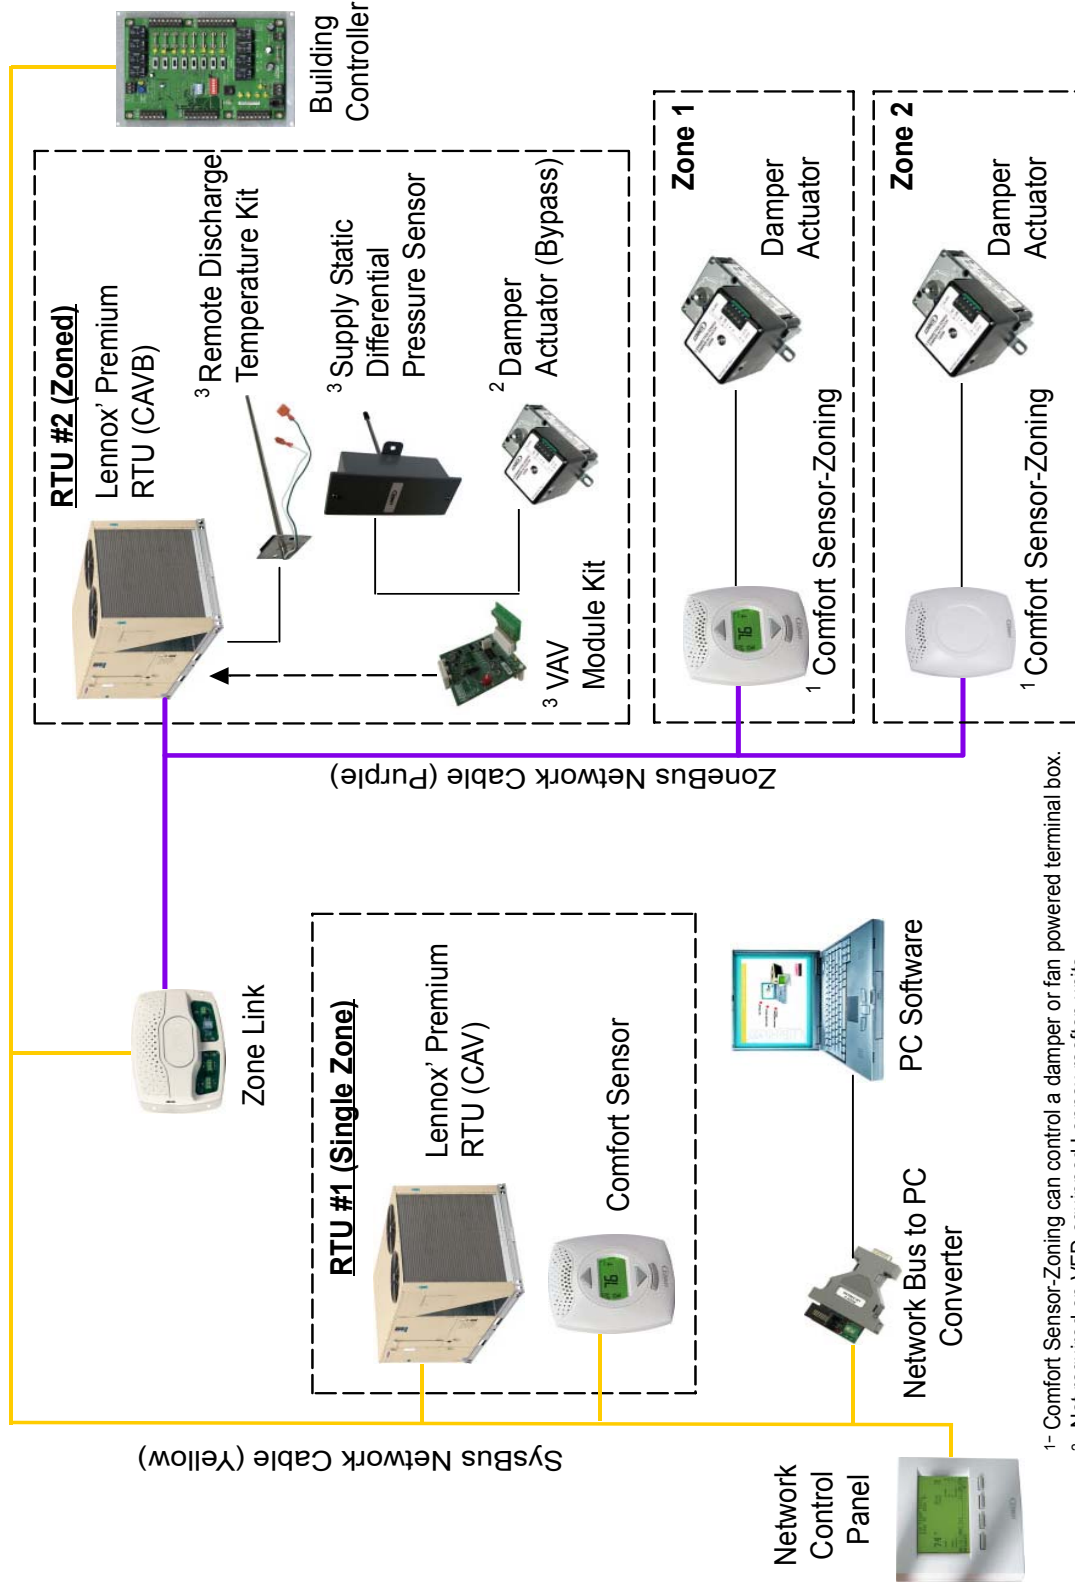 Building
Controller
RTU #2 (Zoned)
Lennox’ Premium
RTU (CAVB)
3 Remote Discharge
Temperature Kit
3 Supply Static
Differential
Pressure Sensor
2 Damper
Actuator (Bypass)
3 VAV
Module Kit
Zone 1
Damper
Actuator
1 Comfort Sensor-Zoning
76
Zone 2
Damper
Actuator
1 Comfort Sensor-Zoning
ZoneBus Network Cable (Purple)
Zone Link
RTU #1 (Single Zone)
Lennox’ Premium
RTU (CAV)
Comfort Sensor
76
PC Software
Network Bus to PC
Converter
SysBus Network Cable (Yellow)
Network
Control
Panel
74°
1- Comfort Sensor-Zoning can control a damper or fan powered terminal box.